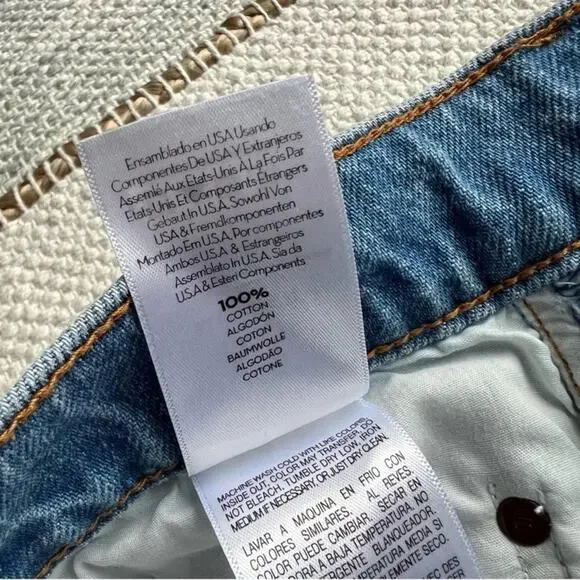 Ensamblado en USA Usando
Componentes De USA Y Extranjeros
Assemlé Aux Etats-Unis À La Fois Par
Etats-Unis Et Composants Etrangers
Gebaut In U.S.A. Sowohl Von
USA & Fremdkomponenten
Montado Em U.S.A. Por componentes
Ambos U.S.A & Estrangeiros
Assemblato In U.S.A. Sia da
U.S.A & Esteri Components
100%
COTTON
ALGODÓN
COTON
BAUMWOLLE
ALGODÃO
COTONE
MACHINE WASH COLD WITH LIKE COLORS
INSIDE OUT, COLOR MAY TRANSFER, DO
NOT BLEACH, TUMBLE DRY LOW, IRON
MEDIUM IF NECESSARY OR JUST DRY CLEAN.
LAVAR A MAQUINA EN FRIO CON
COLORES SIMILARES. AL REVES.
COLOR PUEDE CAMBIAR. SECAR EN
A BAJA TEMPERATURA. BLANQUEADOR.
TEMPERATURA MEDIA SI
SECO.